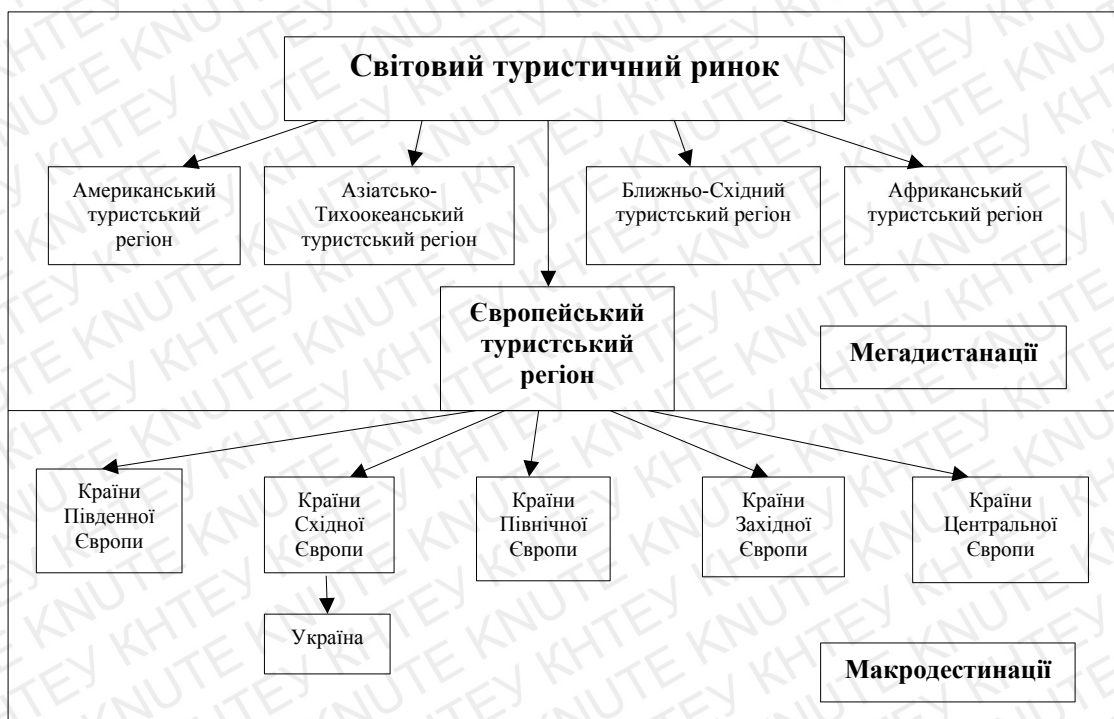 Світовий туристичний ринок
Американський
туристський
регіон
Азіатсько-
Тихоокеанський
туристський регіон
Ближньо-Східний
туристський регіон
Африканський
туристський регіон
Європейський
туристський
регіон
Мегадистанації
Країни
Південної
Європи
Країни
Східної
Європи
Країни
Північної
Європи
Країни
Західної
Європи
Країни
Центральної
Європи
Україна
Макродестинації
КНТЕУ KNUTE